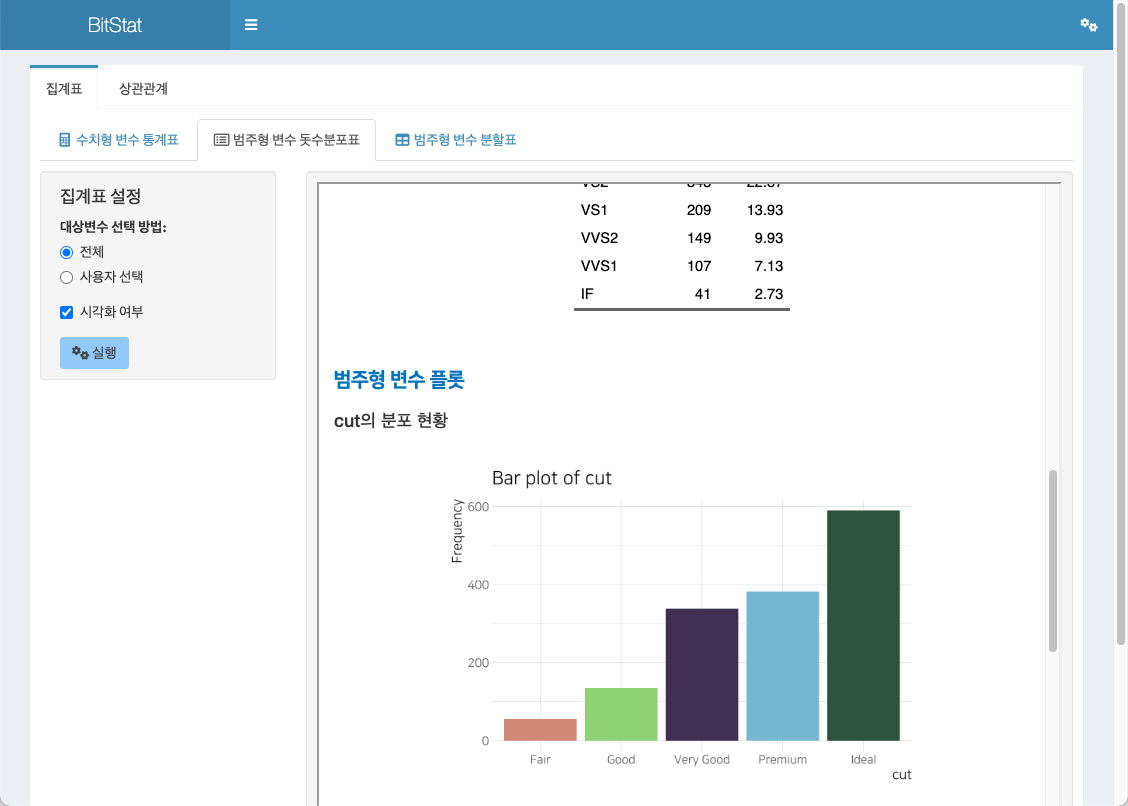 BitStat
집계표 상관관계
수치형 변수 통계표 범주형 변수 돗수분포표 범주형 변수 분할표
집계표 설정
대상변수 선택 방법:
전체
사용자 선택
시각화 여부
실행
VS1 209 13.93
VVS2 149 9.93
VVS1 107 7.13
IF 41 2.73
범주형 변수 플롯
cut의 분포 현황
Bar plot of cut
Frequency
600
400
200
0
Fair Good Very Good Premium Ideal
cut